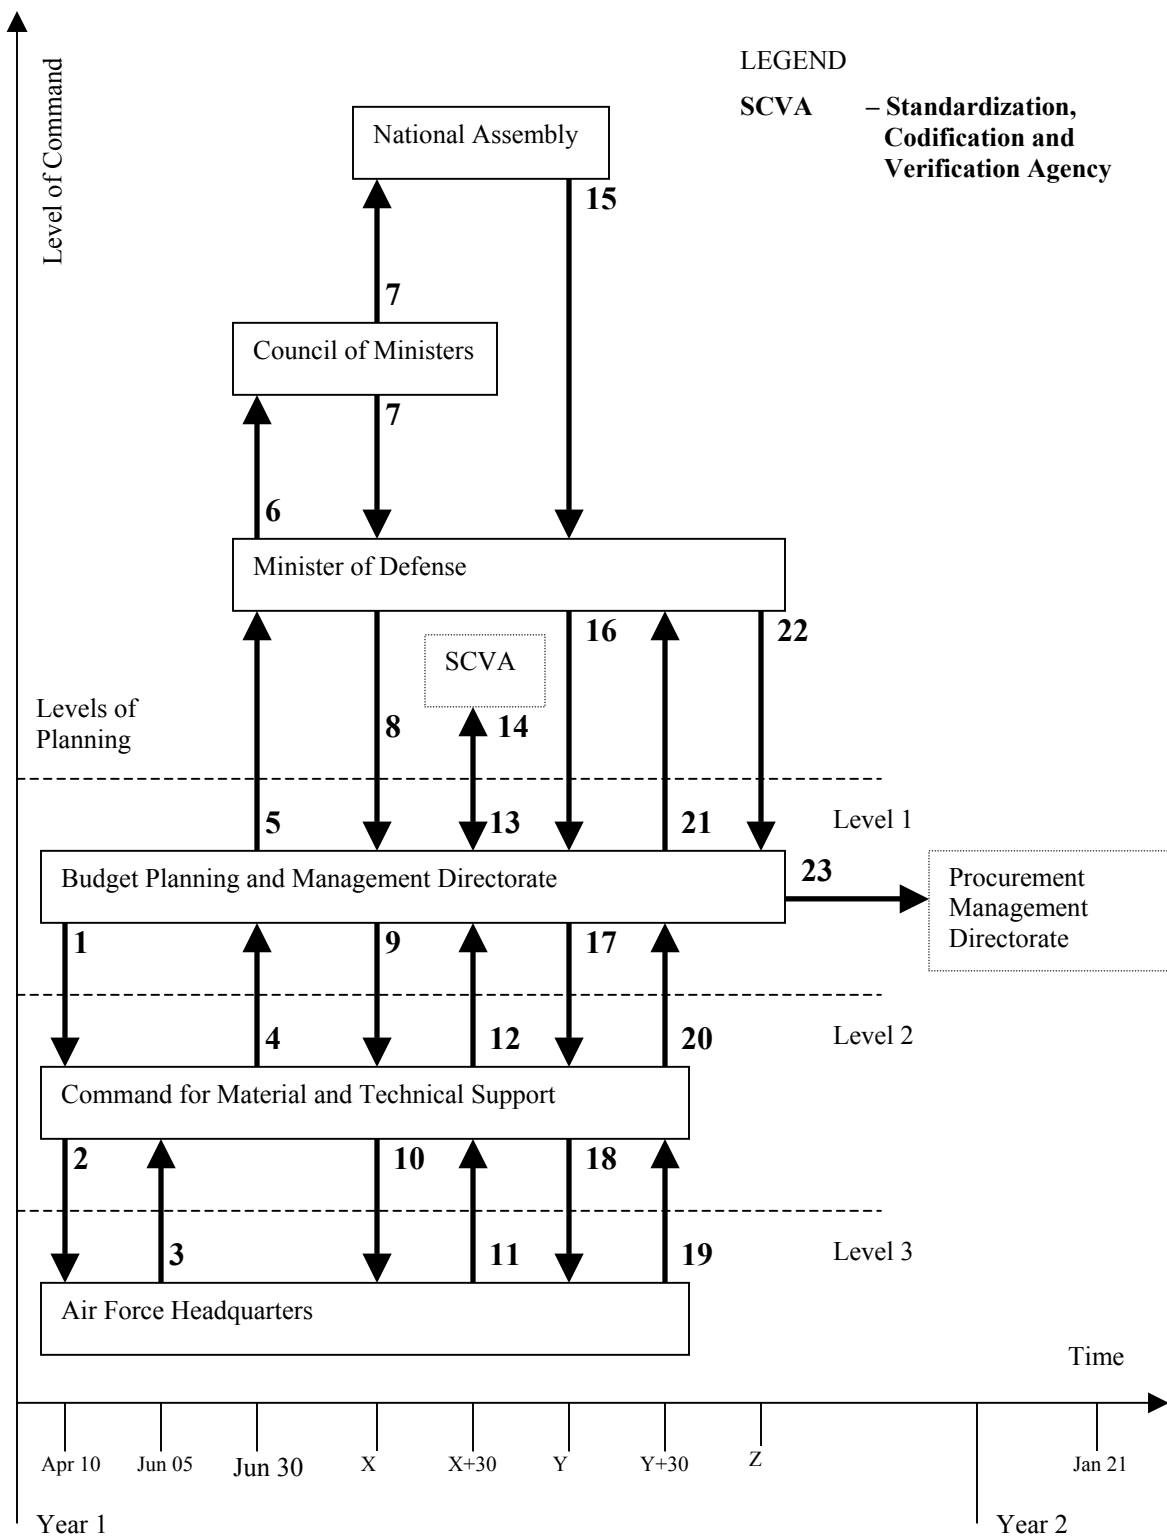 Level of Command
LEGEND
SCVA – Standardization,
Codification and
Verification Agency
National Assembly
15
7
Council of Ministers
7
6
Minister of Defense
16
22
SCVA
Levels of
Planning
8
14
5
13
21
Level 1
Budget Planning and Management Directorate
23
Procurement
Management
Directorate
1
9
17
4
12
20
Level 2
Command for Material and Technical Support
2
10
18
3
11
19
Level 3
Air Force Headquarters
Time
Apr 10
Jun 05
Jun 30
X
X+30
Y
Y+30
Z
Jan 21
Year 1
Year 2